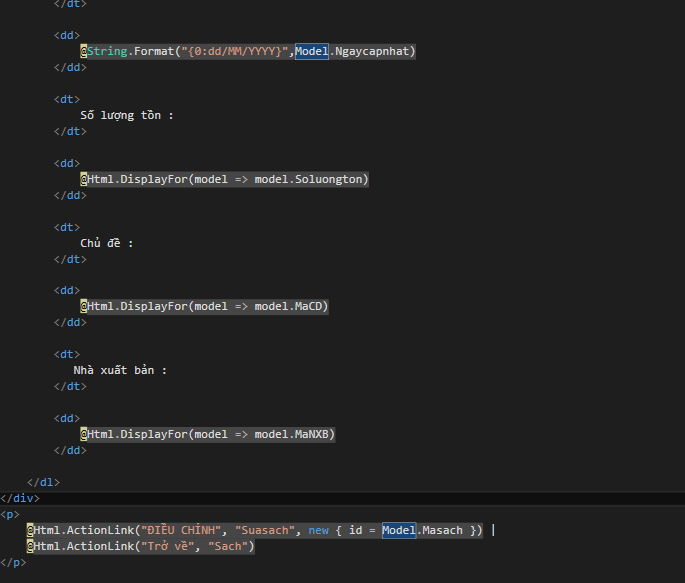 </dt>
<dd>
@String.Format("{0:dd/MM/YYYY}",Model.Ngaycapnhat)
</dd>
<dt>
Số lượng tồn :
</dt>
<dd>
@Html.DisplayFor(model => model.Soluongton)
</dd>
<dt>
Chủ đề :
</dt>
<dd>
@Html.DisplayFor(model => model.MaCD)
</dd>
<dt>
Nhà xuất bản :
</dt>
<dd>
@Html.DisplayFor(model => model.MaNXB)
</dd>
</dl>
</div>
<p>
@Html.ActionLink("ĐIỀU CHỈNH", "Suasach", new { id = Model.Masach }) |
@Html.ActionLink("Trở về", "Sach")
</p>